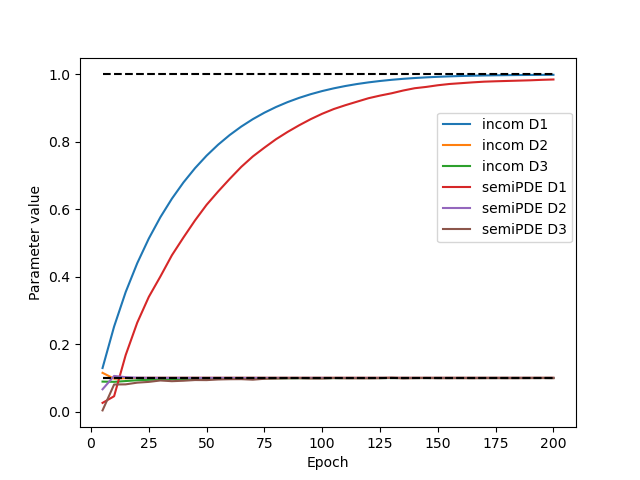 1.0
0.8
0.6
0.4
0.2
0.0
Parameter value
incom D1
incom D2
incom D3
semiPDE D1
semiPDE D2
semiPDE D3
0 25 50 75 100 125 150 175 200
Epoch